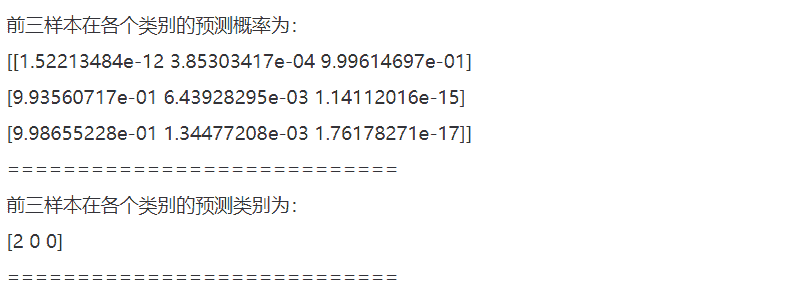 前三样本在各个类别的预测概率为：
[[1.52213484e-12 3.85303417e-04 9.99614697e-01]
[9.93560717e-01 6.43928295e-03 1.14112016e-15]
[9.98655228e-01 1.34477208e-03 1.76178271e-17]]
============================
前三样本在各个类别的预测类别为：
[2 0 0]
============================